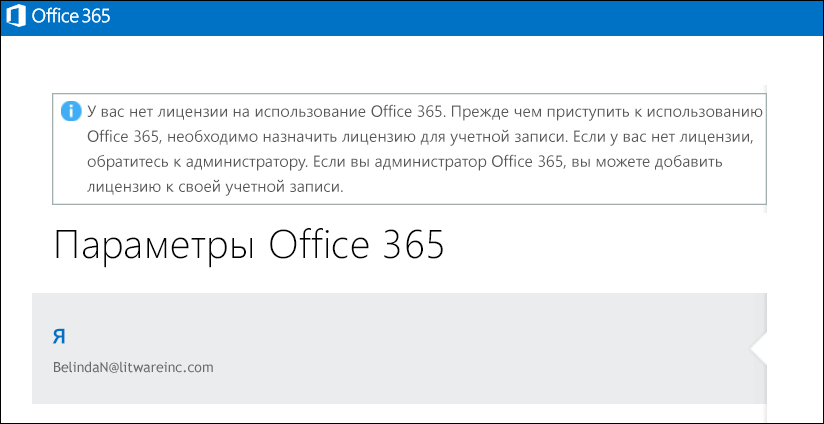 Office 365
У вас нет лицензии на использование Office 365. Прежде чем приступить к использованию
Office 365, необходимо назначить лицензию для учетной записи. Если у вас нет лицензии,
обратитесь к администратору. Если вы администратор Office 365, вы можете добавить
лицензию к своей учетной записи.
Параметры Office 365
Я
BelindaN@litwareinc.com